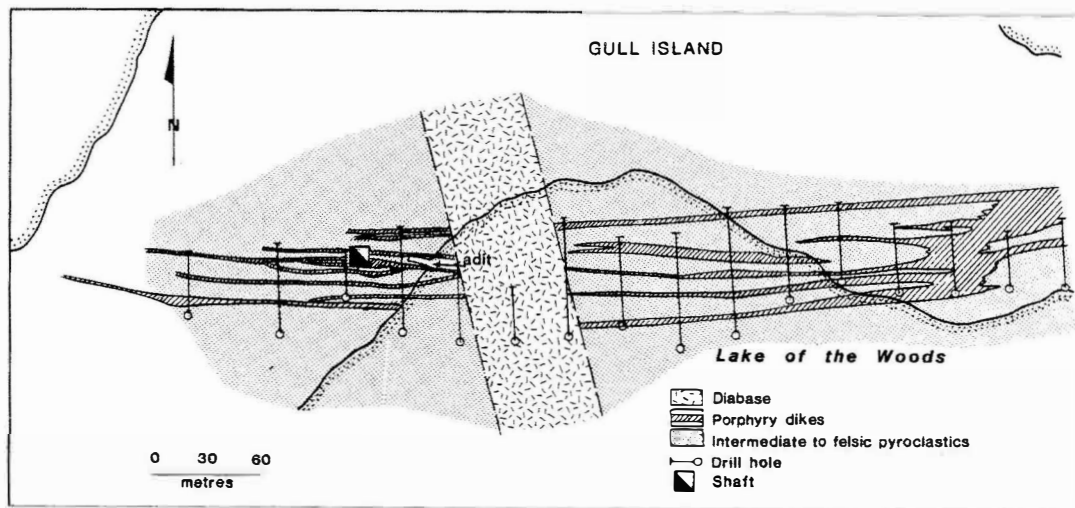 GULL ISLAND
N
adit
Lake of the Woods
Diabase
Porphyry dikes
Intermediate to felsic pyroclastics
Drill hole
Shaft
0 30 60
metres